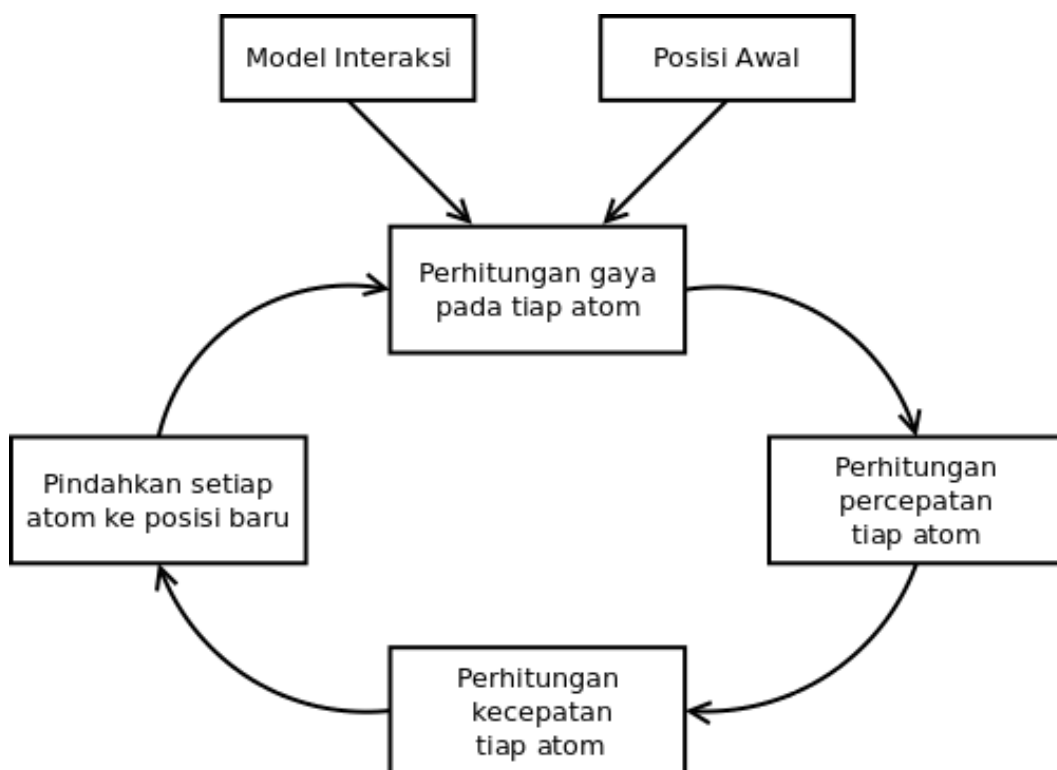 Model Interaksi
Posisi Awal
Perhitungan gaya
pada tiap atom
Perhitungan
percepatan
tiap atom
Perhitungan
kecepatan
tiap atom
Pindahkan setiap
atom ke posisi baru